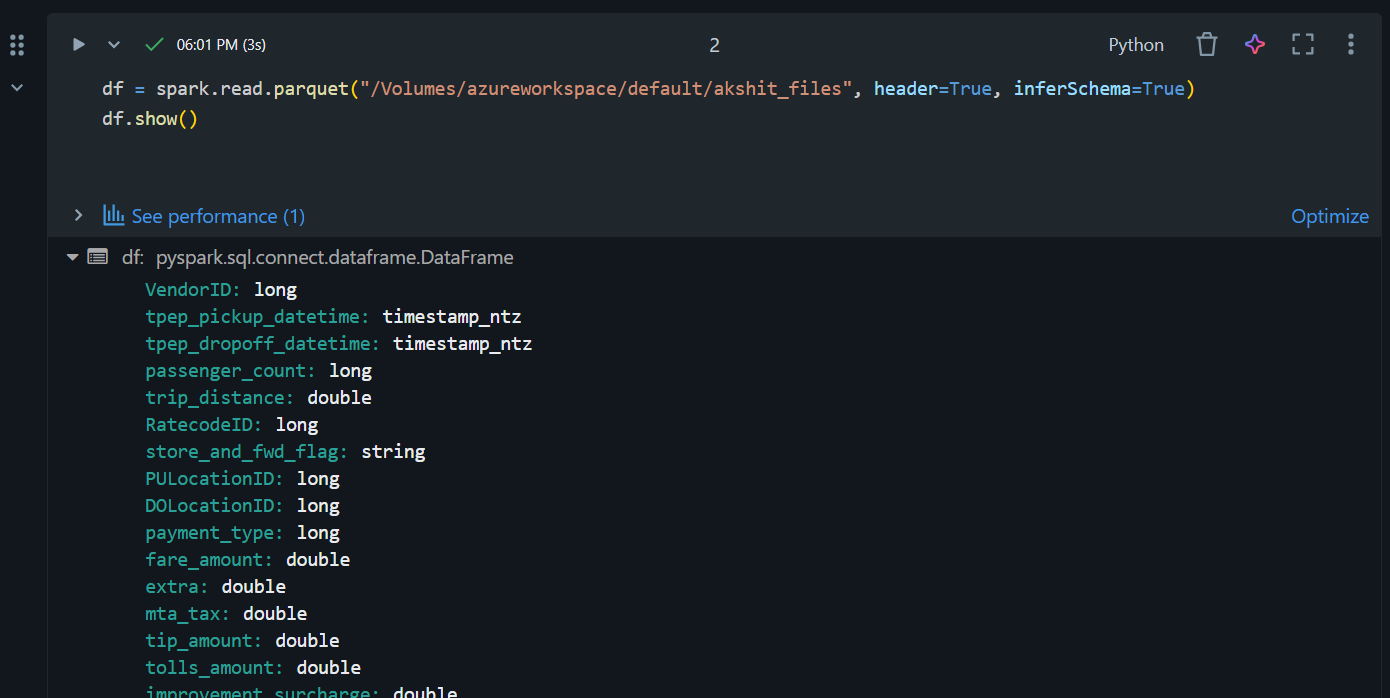 06:01 PM (3s)
2
Python
df = spark.read.parquet("/Volumes/azureworkspace/default/akshit_files", header=True, inferSchema=True)
df.show()
See performance (1)
Optimize
df: pyspark.sql.connect.dataframe.DataFrame
VendorID: long
tpep_pickup_datetime: timestamp_ntz
tpep_dropoff_datetime: timestamp_ntz
passenger_count: long
trip_distance: double
RatecodeID: long
store_and_fwd_flag: string
PULocationID: long
DOLocationID: long
payment_type: long
fare_amount: double
extra: double
mta_tax: double
tip_amount: double
tolls_amount: double
improvement_surcharge: double